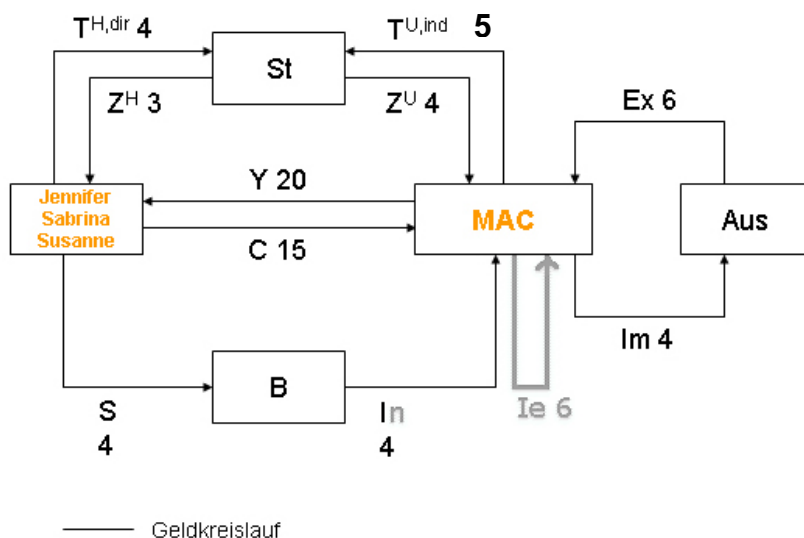 T^H,dir 4
T^U,ind 5
St
Z^H 3
Z^U 4
Ex 6
Y 20
Jennifer
Sabrina
Susanne
MAC
Aus
C 15
Im 4
B
S
4
In
4
Ie 6
Geldkreislauf